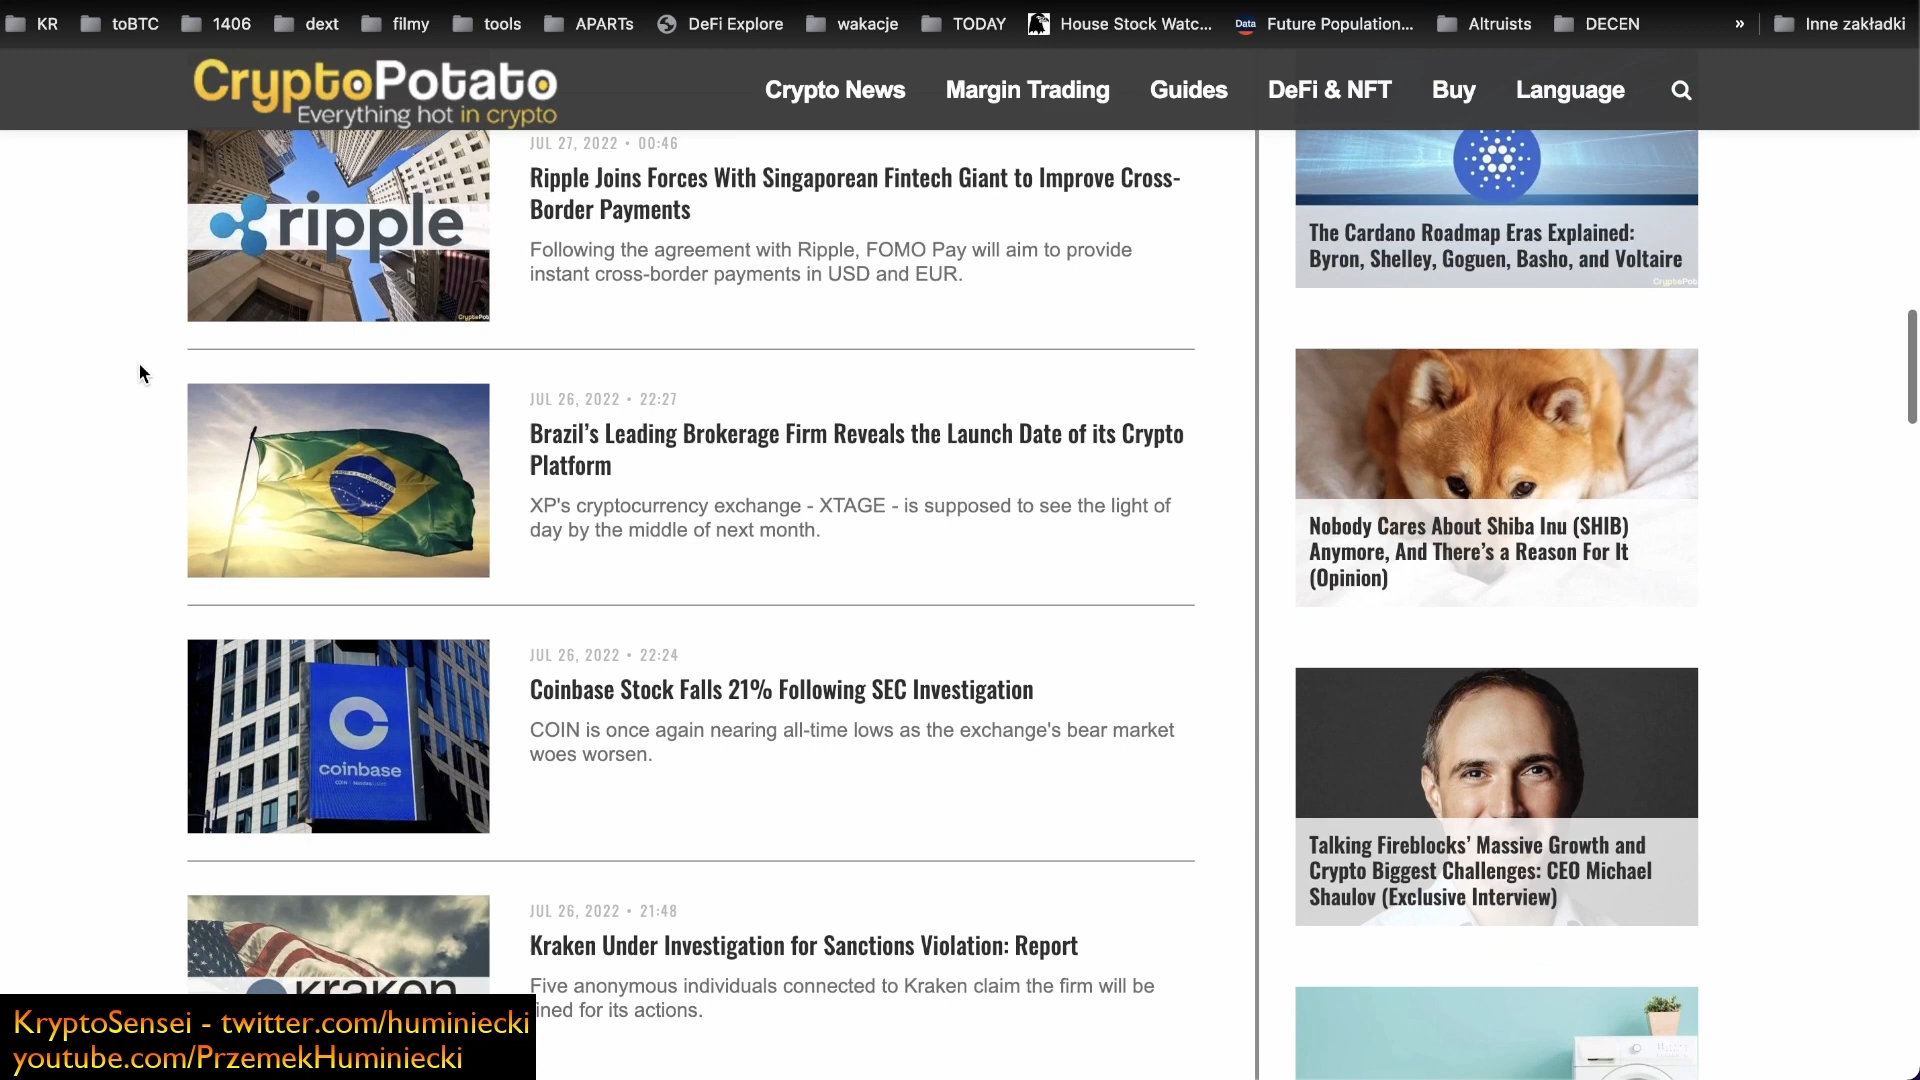 KR toBTC 1406 dext filmy tools APARTs DeFi Explore wakacje TODAY House Stock Watc... Data Future Population... Altruists DECEN » Inne zakładki
CryptoPotato
Everything hot in crypto
Crypto News Margin Trading Guides DeFi & NFT Buy Language
JUL 27, 2022 • 00:46
Ripple Joins Forces With Singaporean Fintech Giant to Improve Cross-
Border Payments
Following the agreement with Ripple, FOMO Pay will aim to provide
instant cross-border payments in USD and EUR.
ripple
JUL 26, 2022 • 22:27
Brazil’s Leading Brokerage Firm Reveals the Launch Date of its Crypto
Platform
XP's cryptocurrency exchange - XTAGE - is supposed to see the light of
day by the middle of next month.
JUL 26, 2022 • 22:24
Coinbase Stock Falls 21% Following SEC Investigation
COIN is once again nearing all-time lows as the exchange's bear market
woes worsen.
coinbase
JUL 26, 2022 • 21:48
Kraken Under Investigation for Sanctions Violation: Report
Five anonymous individuals connected to Kraken claim the firm will be
fined for its actions.
kraken
The Cardano Roadmap Eras Explained:
Byron, Shelley, Goguen, Basho, and Voltaire
CryptoPot
Nobody Cares About Shiba Inu (SHIB)
Anymore, And There’s a Reason For It
(Opinion)
Talking Fireblocks’ Massive Growth and
Crypto Biggest Challenges: CEO Michael
Shaulov (Exclusive Interview)
KryptoSensei - twitter.com/huminiecki
youtube.com/PrzemekHuminiecki